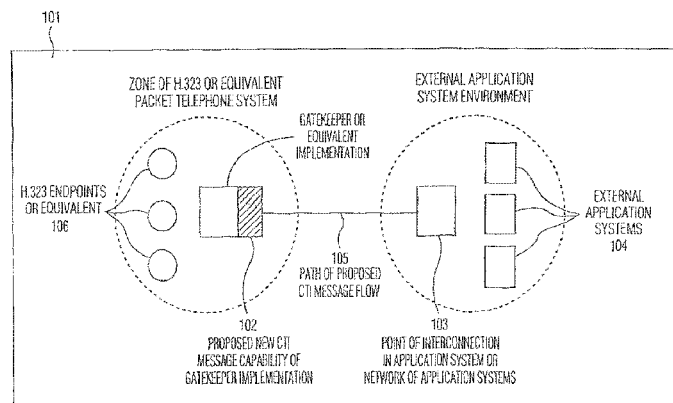 101
ZONE OF H.323 OR EQUIVALENT
PACKET TELEPHONE SYSTEM
EXTERNAL APPLICATION
SYSTEM ENVIRONMENT
GATEKEEPER OR
EQUIVALENT
IMPLEMENTATION
H.323 ENDPOINTS
OR EQUIVALENT
106
EXTERNAL
APPLICATION
SYSTEMS
104
105
PATH OF PROPOSED
CTI MESSAGE FLOW
102
PROPOSED NEW CTI
MESSAGE CAPABILITY OF
GATEKEEPER IMPLEMENTATION
103
POINT OF INTERCONNECTION
IN APPLICATION SYSTEM OR
NETWORK OF APPLICATION SYSTEMS